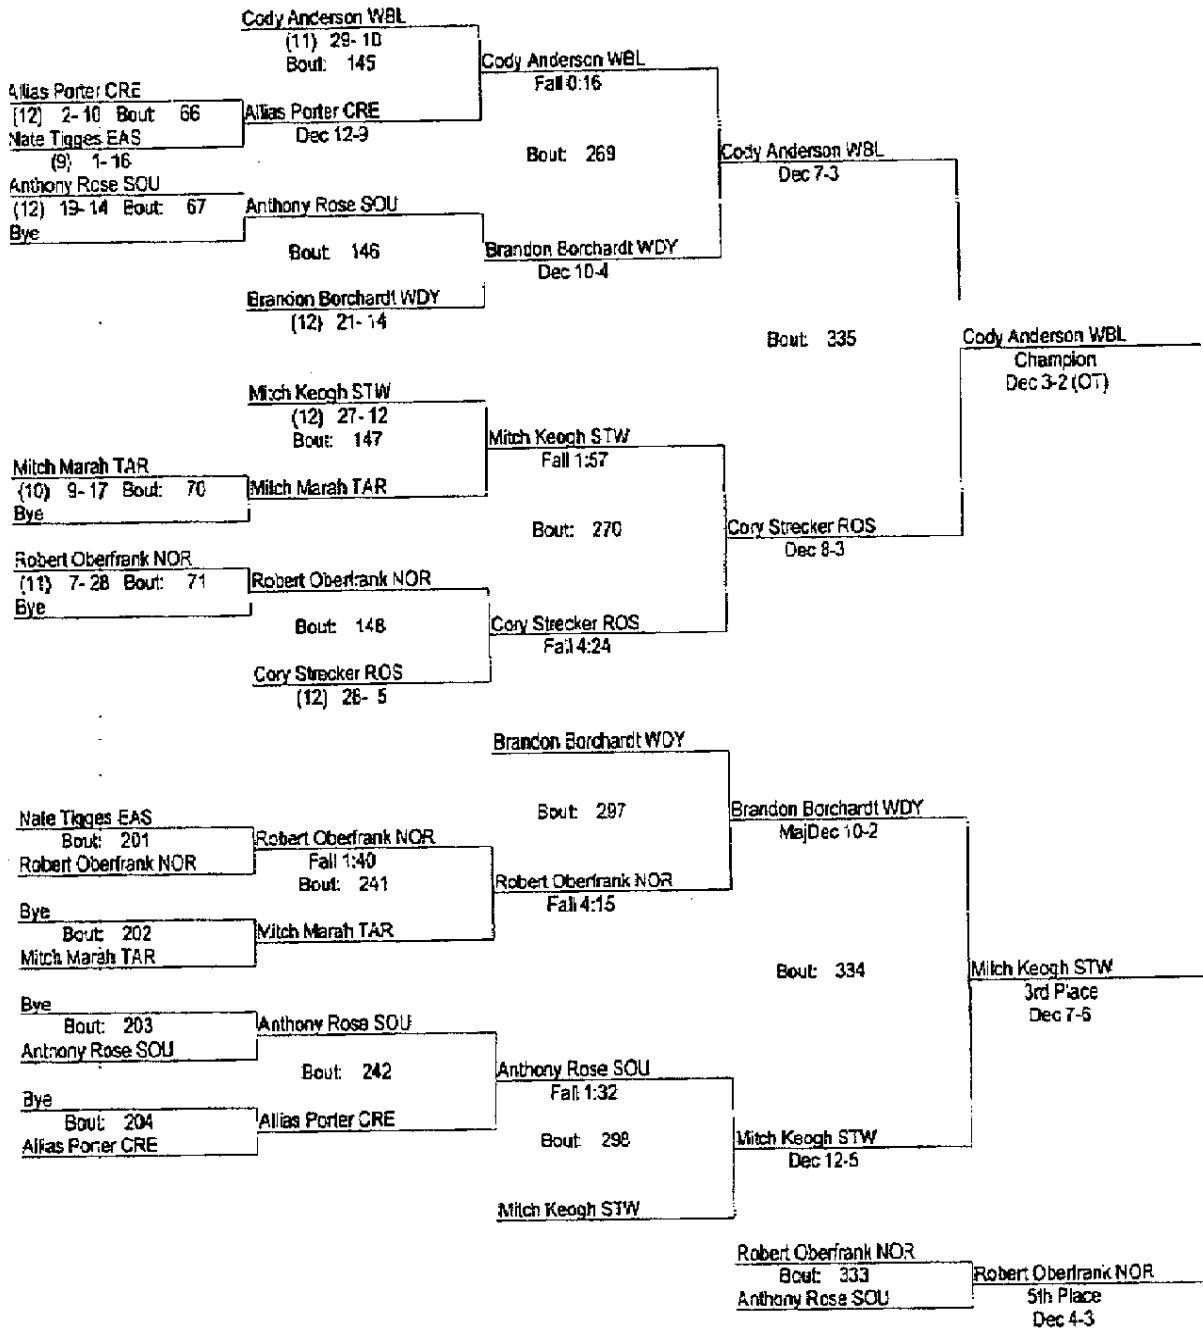 Cody Anderson WBL
(11) 29- 10
Bout: 145
Cody Anderson WBL
Fall 0:16
Allias Porter CRE
(12) 2- 10 Bout: 66
Allias Porter CRE
Dec 12-9
Nate Tigges EAS
(9) 1- 16
Bout: 269
Cody Anderson WBL
Dec 7-3
Anthony Rose SOU
(12) 19- 14 Bout: 67
Anthony Rose SOU
Bye
Bout: 146
Brandon Borchardt WDY
Dec 10-4
Brandon Borchardt WDY
(12) 21- 14
Bout: 335
Cody Anderson WBL
Champion
Dec 3-2 (OT)
Mitch Keogh STW
(12) 27- 12
Bout: 147
Mitch Keogh STW
Fall 1:57
Mitch Marah TAR
(10) 9- 17 Bout: 70
Mitch Marah TAR
Bye
Bout: 270
Cory Strecker ROS
Dec 8-3
Robert Oberfrank NOR
(11) 7- 28 Bout: 71
Robert Oberfrank NOR
Bye
Bout: 148
Cory Strecker ROS
Fall 4:24
Cory Strecker ROS
(12) 28- 5
Brandon Borchardt WDY
Bout: 297
Brandon Borchardt WDY
MajDec 10-2
Nate Tigges EAS
Bout: 201
Robert Oberfrank NOR
Robert Oberfrank NOR
Fall 1:40
Bout: 241
Robert Oberfrank NOR
Fall 4:15
Bye
Bout: 202
Mitch Marah TAR
Mitch Marah TAR
Bout: 334
Mitch Keogh STW
3rd Place
Dec 7-6
Bye
Bout: 203
Anthony Rose SOU
Anthony Rose SOU
Bout: 242
Anthony Rose SOU
Fall 1:32
Bye
Bout: 204
Allias Porter CRE
Allias Porter CRE
Bout: 298
Mitch Keogh STW
Dec 12-5
Mitch Keogh STW
Robert Oberfrank NOR
Bout: 333
Anthony Rose SOU
Robert Oberfrank NOR
5th Place
Dec 4-3